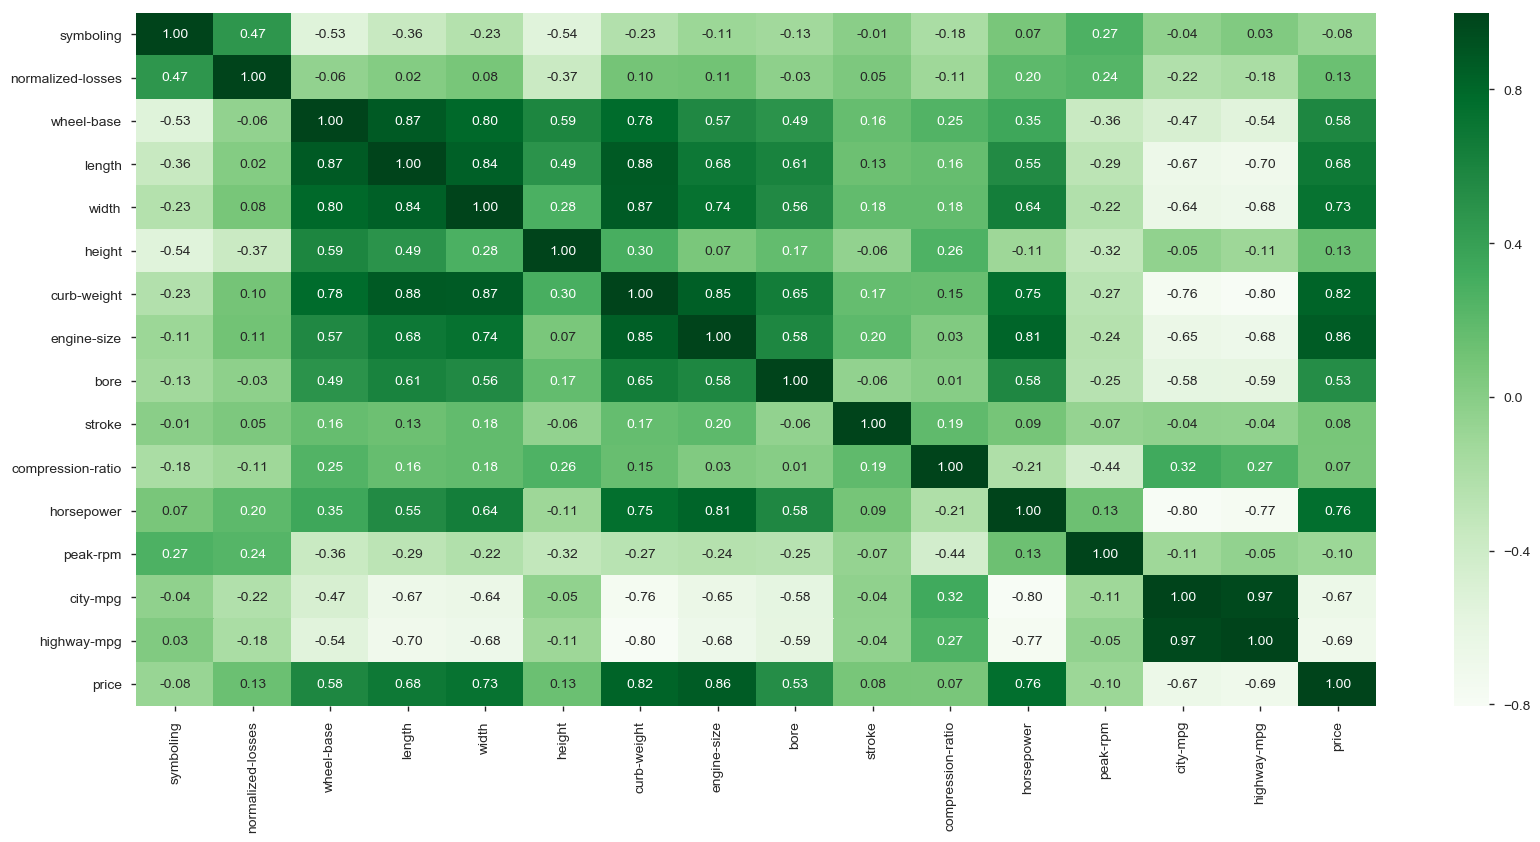 symboling 1.00 0.47 -0.53 -0.36 -0.23 -0.54 -0.23 -0.11 -0.13 -0.01 -0.18 0.07 0.27 -0.04 0.03 -0.08
normalized-losses 0.47 1.00 -0.06 0.02 0.08 -0.37 0.10 0.11 -0.03 0.05 -0.11 0.20 0.24 -0.22 -0.18 0.13
wheel-base -0.53 -0.06 1.00 0.87 0.80 0.59 0.78 0.57 0.49 0.16 0.25 0.35 -0.36 -0.47 -0.54 0.58
length -0.36 0.02 0.87 1.00 0.84 0.49 0.88 0.68 0.61 0.13 0.16 0.55 -0.29 -0.67 -0.70 0.68
width -0.23 0.08 0.80 0.84 1.00 0.28 0.87 0.74 0.56 0.18 0.18 0.64 -0.22 -0.64 -0.68 0.73
height -0.54 -0.37 0.59 0.49 0.28 1.00 0.30 0.07 0.17 -0.06 0.26 -0.11 -0.32 -0.05 -0.11 0.13
curb-weight -0.23 0.10 0.78 0.88 0.87 0.30 1.00 0.85 0.65 0.17 0.15 0.75 -0.27 -0.76 -0.80 0.82
engine-size -0.11 0.11 0.57 0.68 0.74 0.07 0.85 1.00 0.58 0.20 0.03 0.81 -0.24 -0.65 -0.68 0.86
bore -0.13 -0.03 0.49 0.61 0.56 0.17 0.65 0.58 1.00 -0.06 0.01 0.58 -0.25 -0.58 -0.59 0.53
stroke -0.01 0.05 0.16 0.13 0.18 -0.06 0.17 0.20 -0.06 1.00 0.19 0.09 -0.07 -0.04 -0.04 0.08
compression-ratio -0.18 -0.11 0.25 0.16 0.18 0.26 0.15 0.03 0.01 0.19 1.00 -0.21 -0.44 0.32 0.27 0.07
horsepower 0.07 0.20 0.35 0.55 0.64 -0.11 0.75 0.81 0.58 0.09 -0.21 1.00 0.13 -0.80 -0.77 0.76
peak-rpm 0.27 0.24 -0.36 -0.29 -0.22 -0.32 -0.27 -0.24 -0.25 -0.07 -0.44 0.13 1.00 -0.11 -0.05 -0.10
city-mpg -0.04 -0.22 -0.47 -0.67 -0.64 -0.05 -0.76 -0.65 -0.58 -0.04 0.32 -0.80 -0.11 1.00 0.97 -0.67
highway-mpg 0.03 -0.18 -0.54 -0.70 -0.68 -0.11 -0.80 -0.68 -0.59 -0.04 0.27 -0.77 -0.05 0.97 1.00 -0.69
price -0.08 0.13 0.58 0.68 0.73 0.13 0.82 0.86 0.53 0.08 0.07 0.76 -0.10 -0.67 -0.69 1.00
symboling
normalized-losses
wheel-base
length
width
height
curb-weight
engine-size
bore
stroke
compression-ratio
horsepower
peak-rpm
city-mpg
highway-mpg
price
0.8
0.4
0.0
−0.4
−0.8